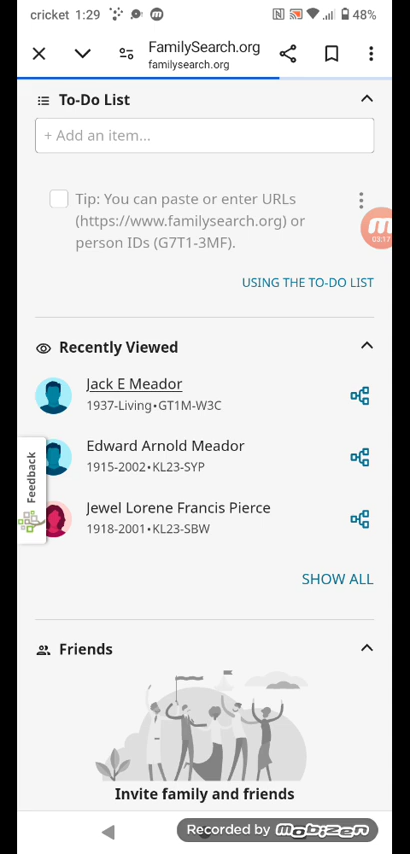 cricket 1:29 48%
FamilySearch.org
familysearch.org
To-Do List
+ Add an item...
Tip: You can paste or enter URLs
(https://www.familysearch.org) or
person IDs (G7T1-3MF).
03:17
USING THE TO-DO LIST
Recently Viewed
Jack E Meador
1937-Living•GT1M-W3C
Edward Arnold Meador
1915-2002•KL23-SYP
Feedback
Jewel Lorene Francis Pierce
1918-2001•KL23-SBW
SHOW ALL
Friends
Invite family and friends
Recorded by mobizen